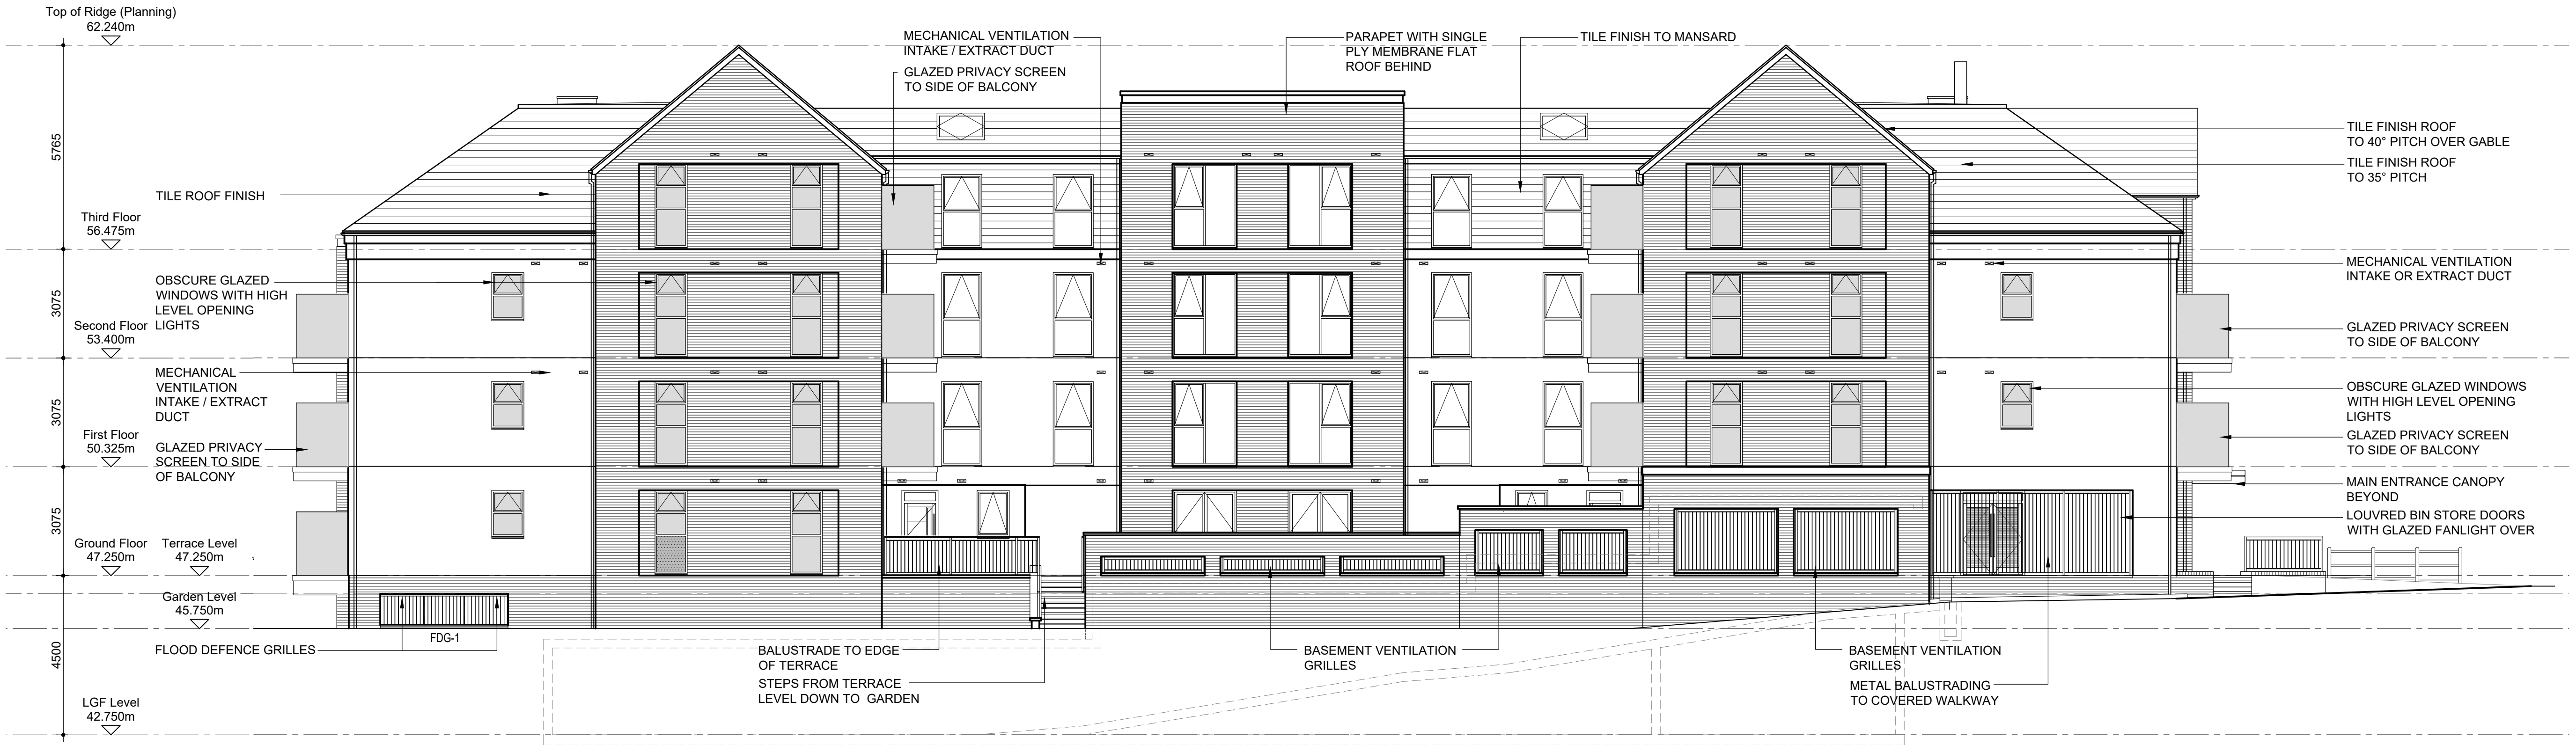 Top of Ridge (Planning)
62.240m
5765
Third Floor
56.475m
3075
Second Floor
53.400m
3075
First Floor
50.325m
3075
Ground Floor
47.250m
Terrace Level
47.250m
Garden Level
45.750m
4500
LGF Level
42.750m
TILE ROOF FINISH
OBSCURE GLAZED
WINDOWS WITH HIGH
LEVEL OPENING
LIGHTS
MECHANICAL
VENTILATION
INTAKE / EXTRACT
DUCT
GLAZED PRIVACY
SCREEN TO SIDE
OF BALCONY
FDG-1
FLOOD DEFENCE GRILLES
MECHANICAL VENTILATION
INTAKE / EXTRACT DUCT
GLAZED PRIVACY SCREEN
TO SIDE OF BALCONY
PARAPET WITH SINGLE
PLY MEMBRANE FLAT
ROOF BEHIND
TILE FINISH TO MANSARD
BALUSTRADE TO EDGE
OF TERRACE
STEPS FROM TERRACE
LEVEL DOWN TO GARDEN
BASEMENT VENTILATION
GRILLES
BASEMENT VENTILATION
GRILLES
METAL BALUSTRADING
TO COVERED WALKWAY
TILE FINISH ROOF
TO 40° PITCH OVER GABLE
TILE FINISH ROOF
TO 35° PITCH
MECHANICAL VENTILATION
INTAKE OR EXTRACT DUCT
GLAZED PRIVACY SCREEN
TO SIDE OF BALCONY
OBSCURE GLAZED WINDOWS
WITH HIGH LEVEL OPENING
LIGHTS
GLAZED PRIVACY SCREEN
TO SIDE OF BALCONY
MAIN ENTRANCE CANOPY
BEYOND
LOUVRED BIN STORE DOORS
WITH GLAZED FANLIGHT OVER